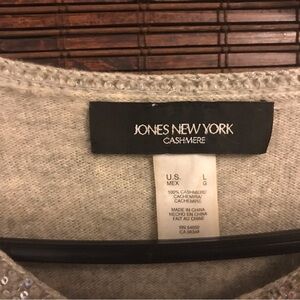 JONES NEW YORK
CASHMERE
U.S. L
MEX G
100% CASHMERE/
CACHEMIRA/
CACHEMIRE
MADE IN CHINA
HECHO EN CHINA
FAIT AU CHINE